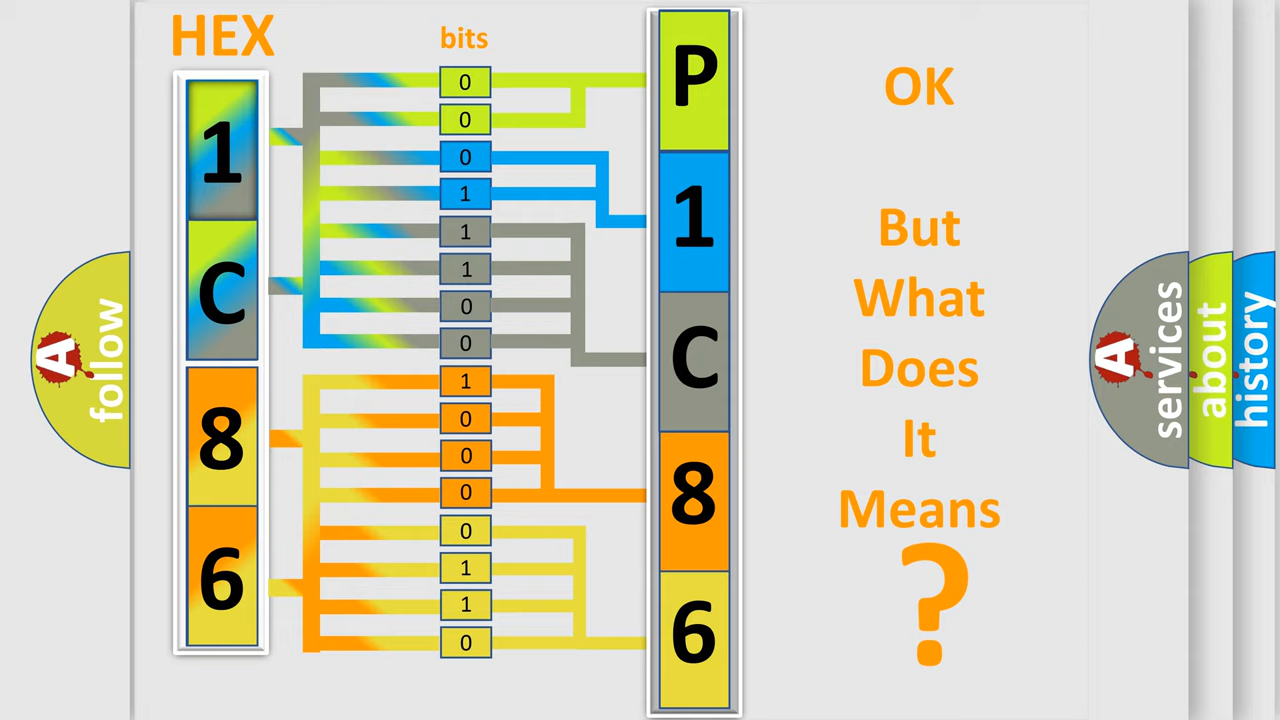 HEX
bits
1
C
8
6
0
0
0
1
1
1
0
0
1
0
0
0
0
1
1
0
P
1
C
8
6
OK
But
What
Does
It
Means
?
A
follow
A
services
about
history